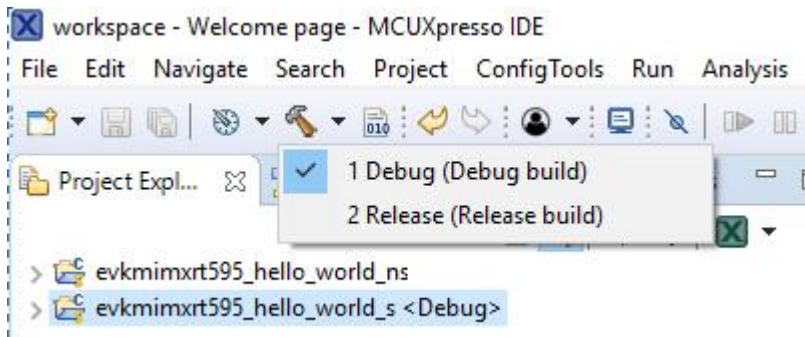 workspace - Welcome page - MCUXpresso IDE
File Edit Navigate Search Project ConfigTools Run Analysis
010
1 Debug (Debug build)
Project Expl...
2 Release (Release build)
evkmimxrt595_hello_world_ns
evkmimxrt595_hello_world_s <Debug>